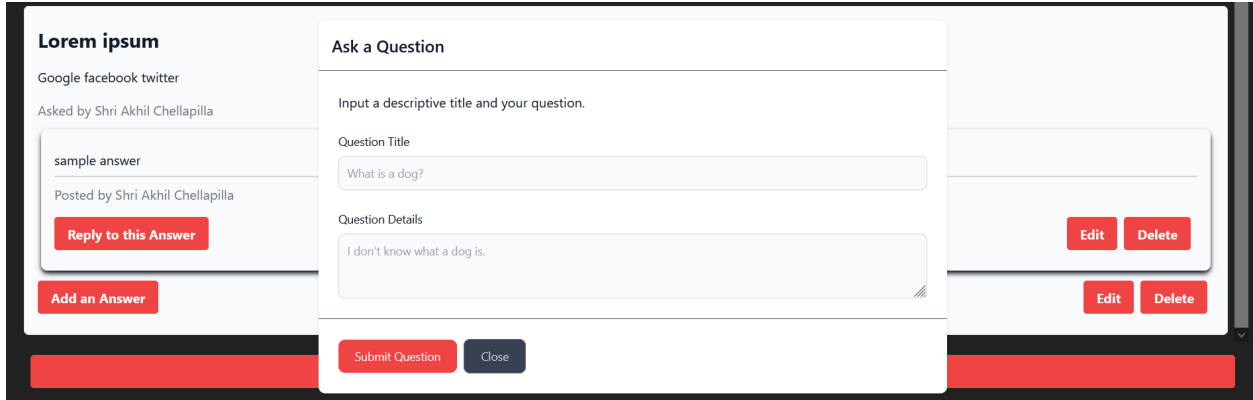 Lorem ipsum
Google facebook twitter
Asked by Shri Akhil Chellapilla
sample answer
Posted by Shri Akhil Chellapilla
Reply to this Answer
Edit
Delete
Add an Answer
Edit
Delete
Ask a Question
Input a descriptive title and your question.
Question Title
What is a dog?
Question Details
I don't know what a dog is.
Submit Question
Close